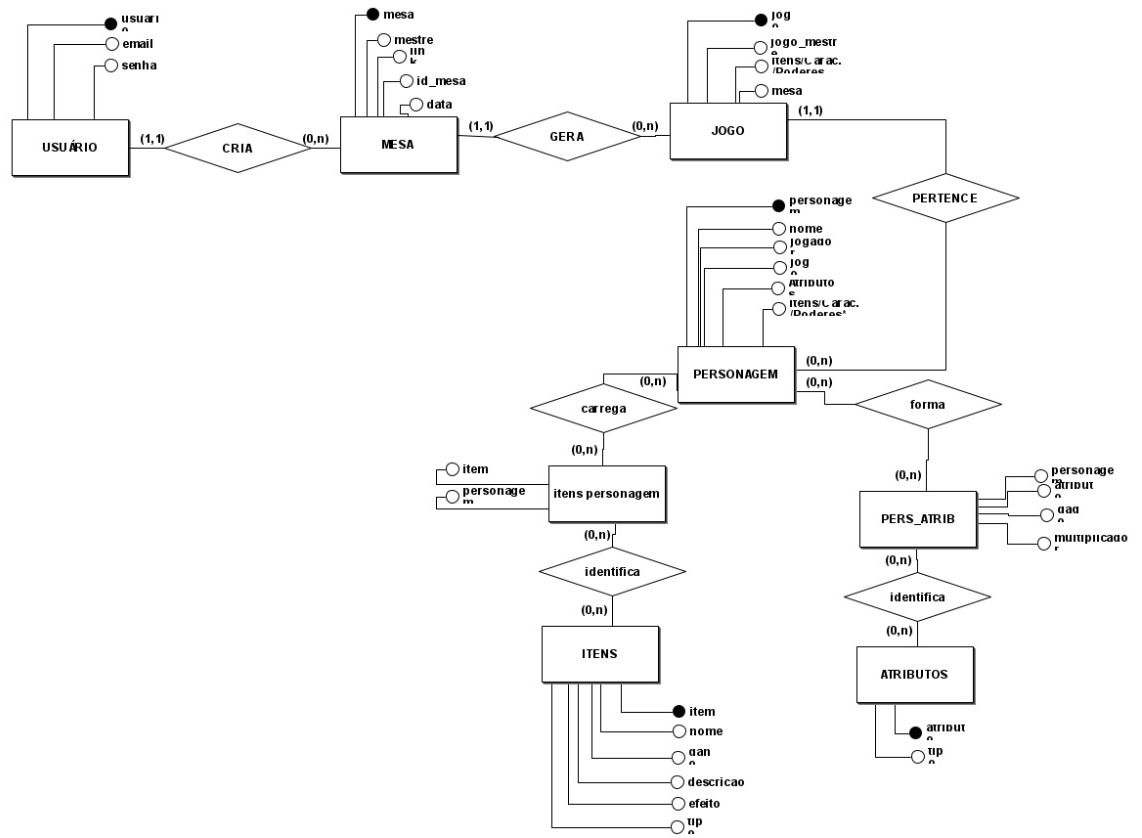 usuári
o
email
senha
USUÁRIO
(1,1)
CRIA
(0,n)
mesa
mestre
lin
k
id_mesa
data
MESA
(1,1)
GERA
(0,n)
jog
o
jogo_mestr
e
Itens/Carac.
/Poderes
mesa
JOGO
(1,1)
PERTENCE
personage
m
nome
jogado
r
jog
o
Atributo
s
Itens/Carac.
/Poderes*
PERSONAGEM
(0,n)
(0,n)
(0,n)
carrega
forma
(0,n)
(0,n)
item
personage
m
itens personagem
personage
m
atribut
o
dad
o
multiplicado
r
PERS_ATRIB
(0,n)
(0,n)
identifica
identifica
(0,n)
(0,n)
ITENS
ATRIBUTOS
item
nome
dan
o
descricao
efeito
tip
o
atribut
o
tip
o